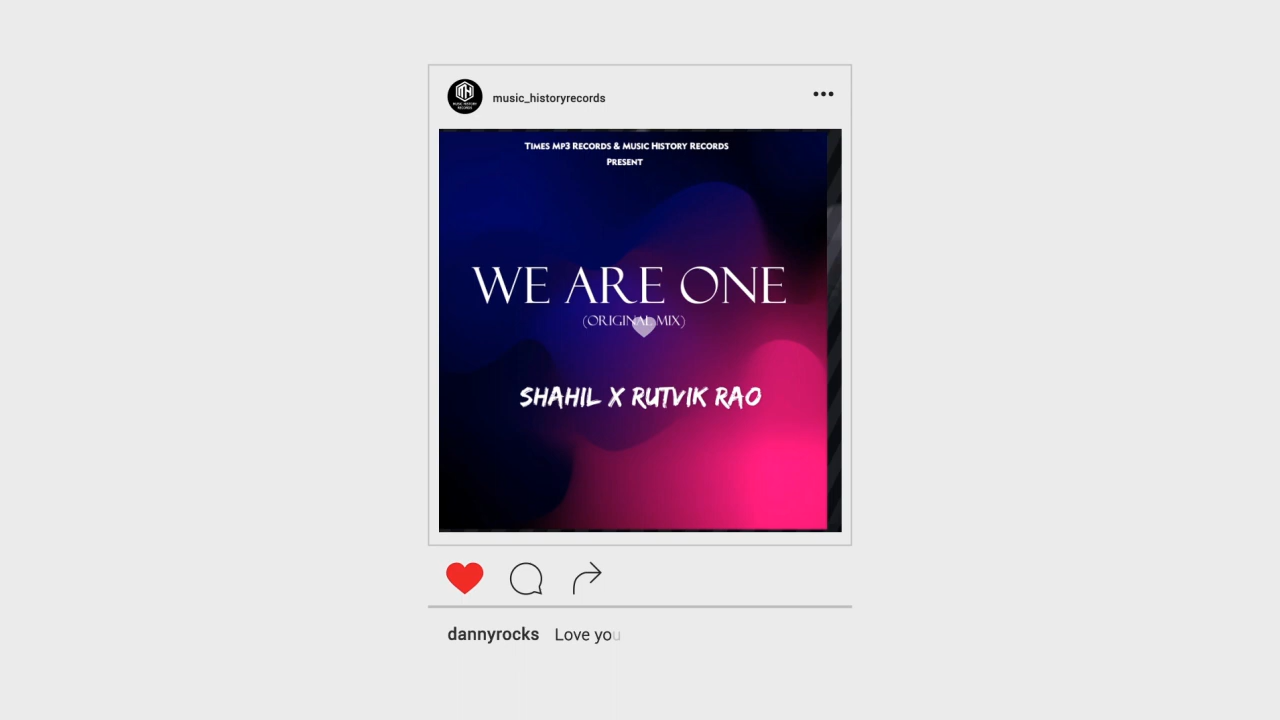 music_historyrecords
Times MP3 Records & Music History Records
Present
WE ARE ONE
(ORIGINAL MIX)
SHAHIL X RUTVIK RAO
dannyrocks Love you